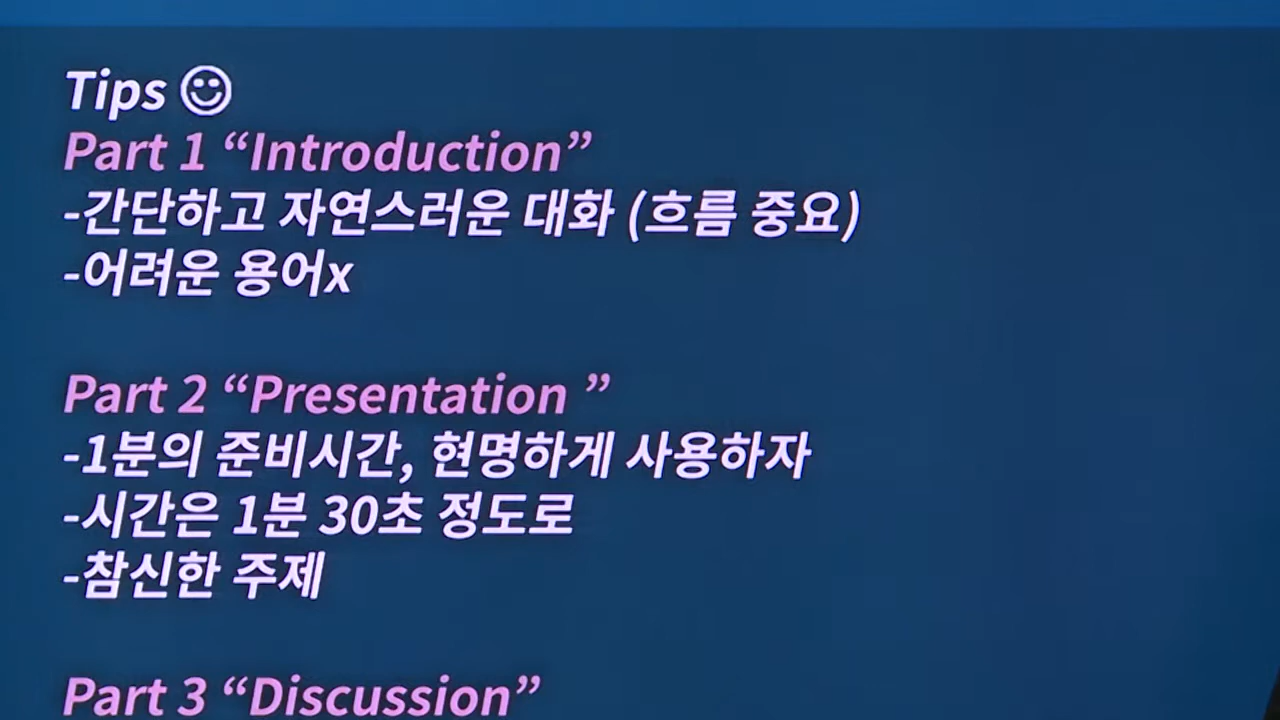 Tips ☺
Part 1 “Introduction”
-간단하고 자연스러운 대화 (흐름 중요)
-어려운 용어x
Part 2 “Presentation ”
-1분의 준비시간, 현명하게 사용하자
-시간은 1분 30초 정도로
-참신한 주제
Part 3 “Discussion”